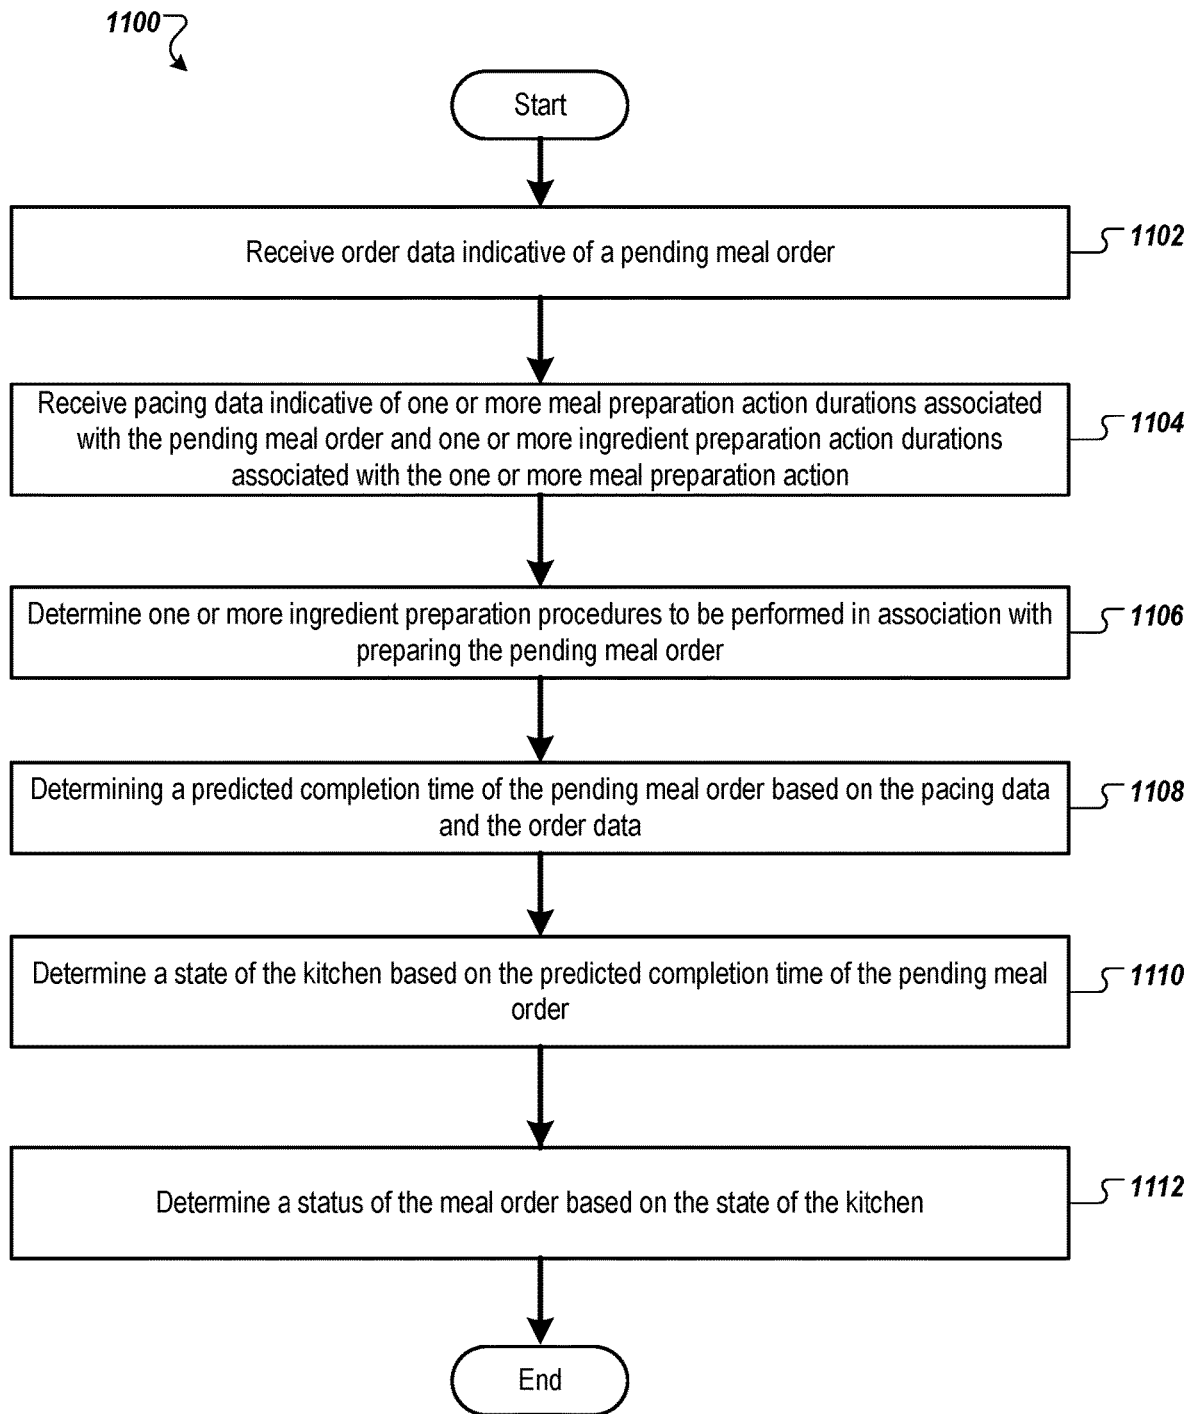 1100
Start
Receive order data indicative of a pending meal order
1102
Receive pacing data indicative of one or more meal preparation action durations associated
with the pending meal order and one or more ingredient preparation action durations
associated with the one or more meal preparation action
1104
Determine one or more ingredient preparation procedures to be performed in association with
preparing the pending meal order
1106
Determining a predicted completion time of the pending meal order based on the pacing data
and the order data
1108
Determine a state of the kitchen based on the predicted completion time of the pending meal
order
1110
Determine a status of the meal order based on the state of the kitchen
1112
End